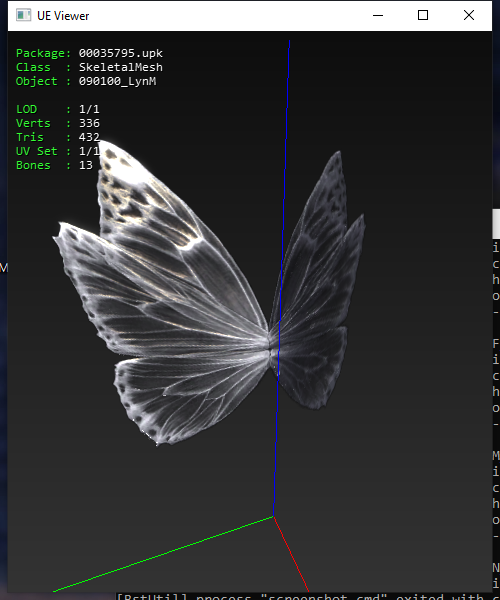 UE Viewer
Package: 00035795.upk
Class  : SkeletalMesh
Object : 090100_LynM
LOD    : 1/1
Verts  : 336
Tris   : 432
UV Set : 1/1
Bones  : 13
M
i
c
h
o
-
F
i
c
h
o
-
M
i
c
h
o
-
N
i
[BstUtil] process "screenshot.cmd" exited with c